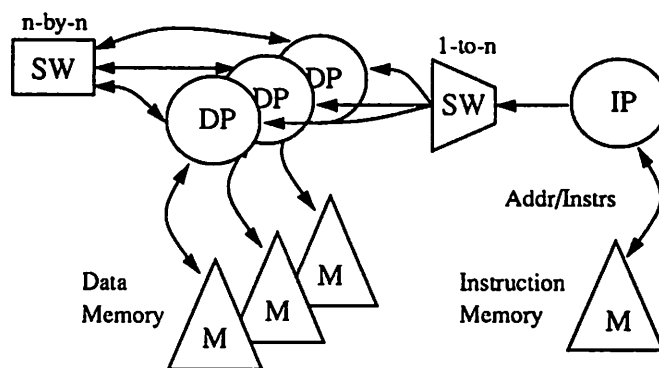 n-by-n
SW
DP
DP
DP
1-to-n
SW
IP
Addr/Instrs
Data
Memory
M
M
M
Instruction
Memory
M